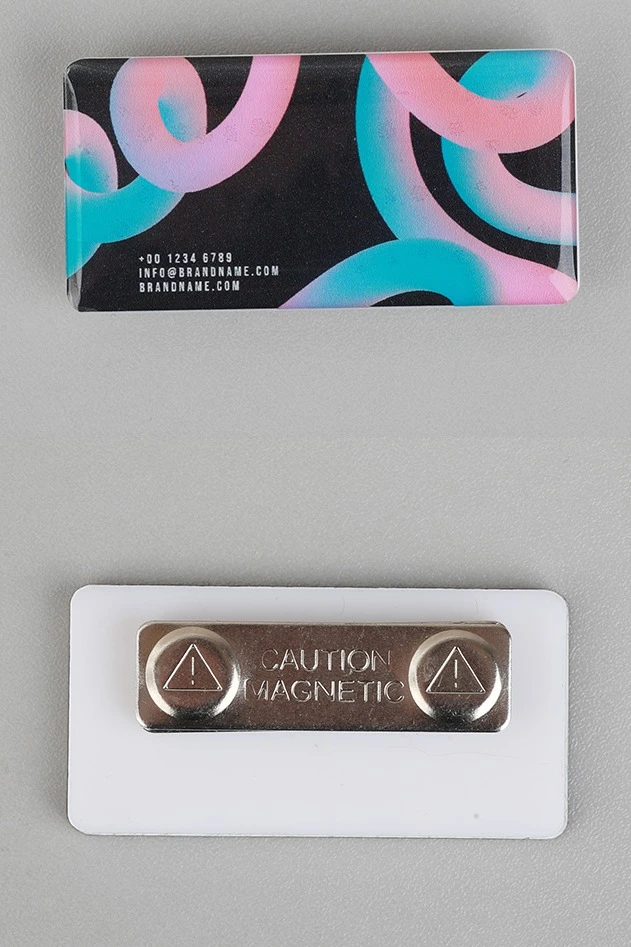 +00 1234 6789
INFO@BRANDNAME.COM
BRANDNAME.COM
CAUTION
MAGNETIC